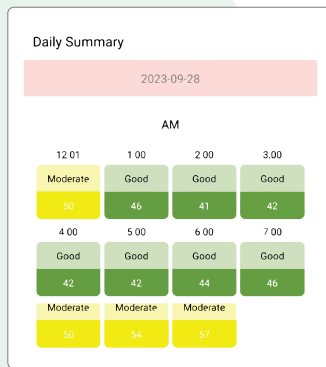 Daily Summary
2023-09-28
AM
12 01 1 00 2 00 3.00
Moderate Good Good Good
50 46 41 42
4 00 5 00 6 00 7 00
Good Good Good Good
42 42 44 46
Moderate Moderate Moderate
50 54 57